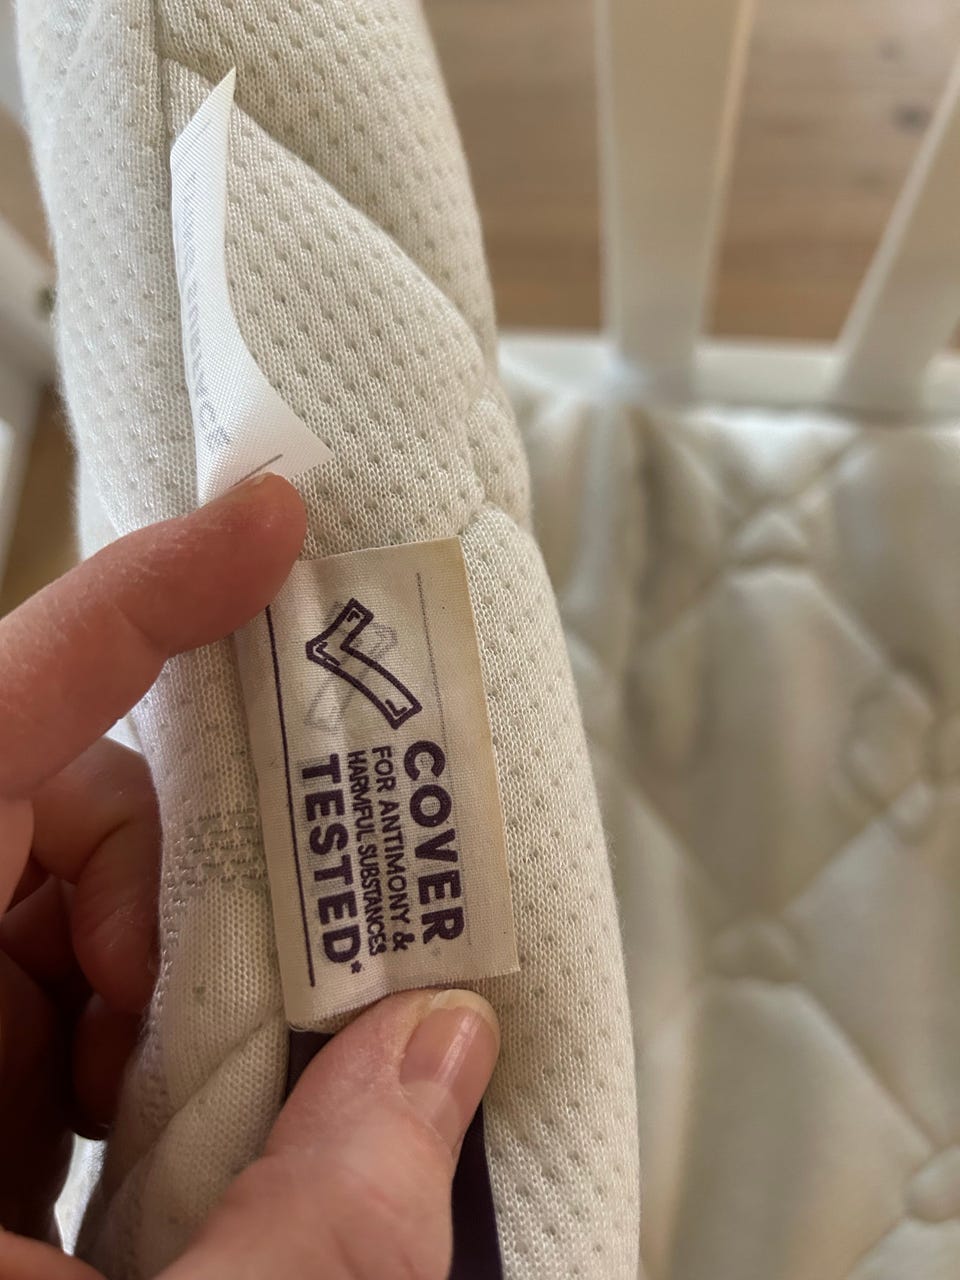 COVER
FOR ANTIMONY &
HARMFUL SUBSTANCES
TESTED*